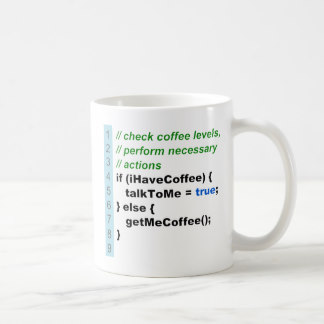 1 // check coffee levels,
2 // perform necessary
3 // actions
4 if (iHaveCoffee) {
5 talkToMe = true;
6 } else {
7 getMeCoffee();
8 }
9